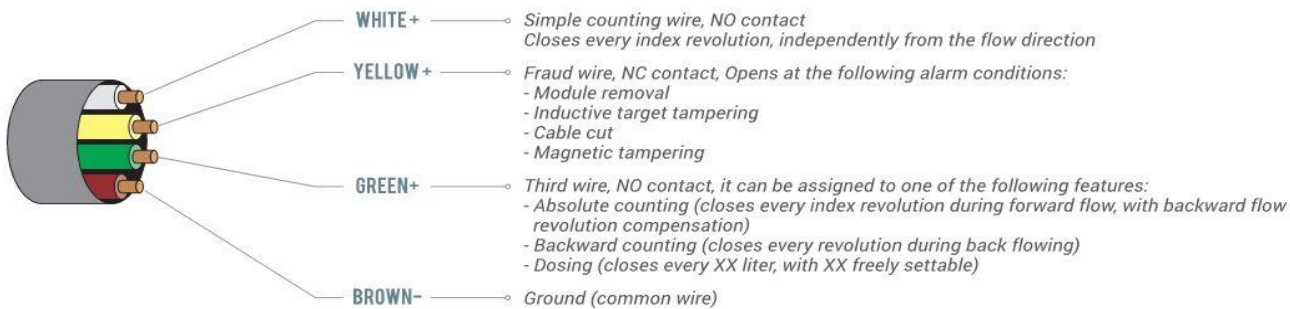 WHITE+
Simple counting wire, NO contact
Closes every index revolution, independently from the flow direction
YELLOW+
Fraud wire, NC contact, Opens at the following alarm conditions:
- Module removal
- Inductive target tampering
- Cable cut
- Magnetic tampering
GREEN+
Third wire, NO contact, it can be assigned to one of the following features:
- Absolute counting (closes every index revolution during forward flow, with backward flow
revolution compensation)
- Backward counting (closes every revolution during back flowing)
- Dosing (closes every XX liter, with XX freely settable)
BROWN-
Ground (common wire)